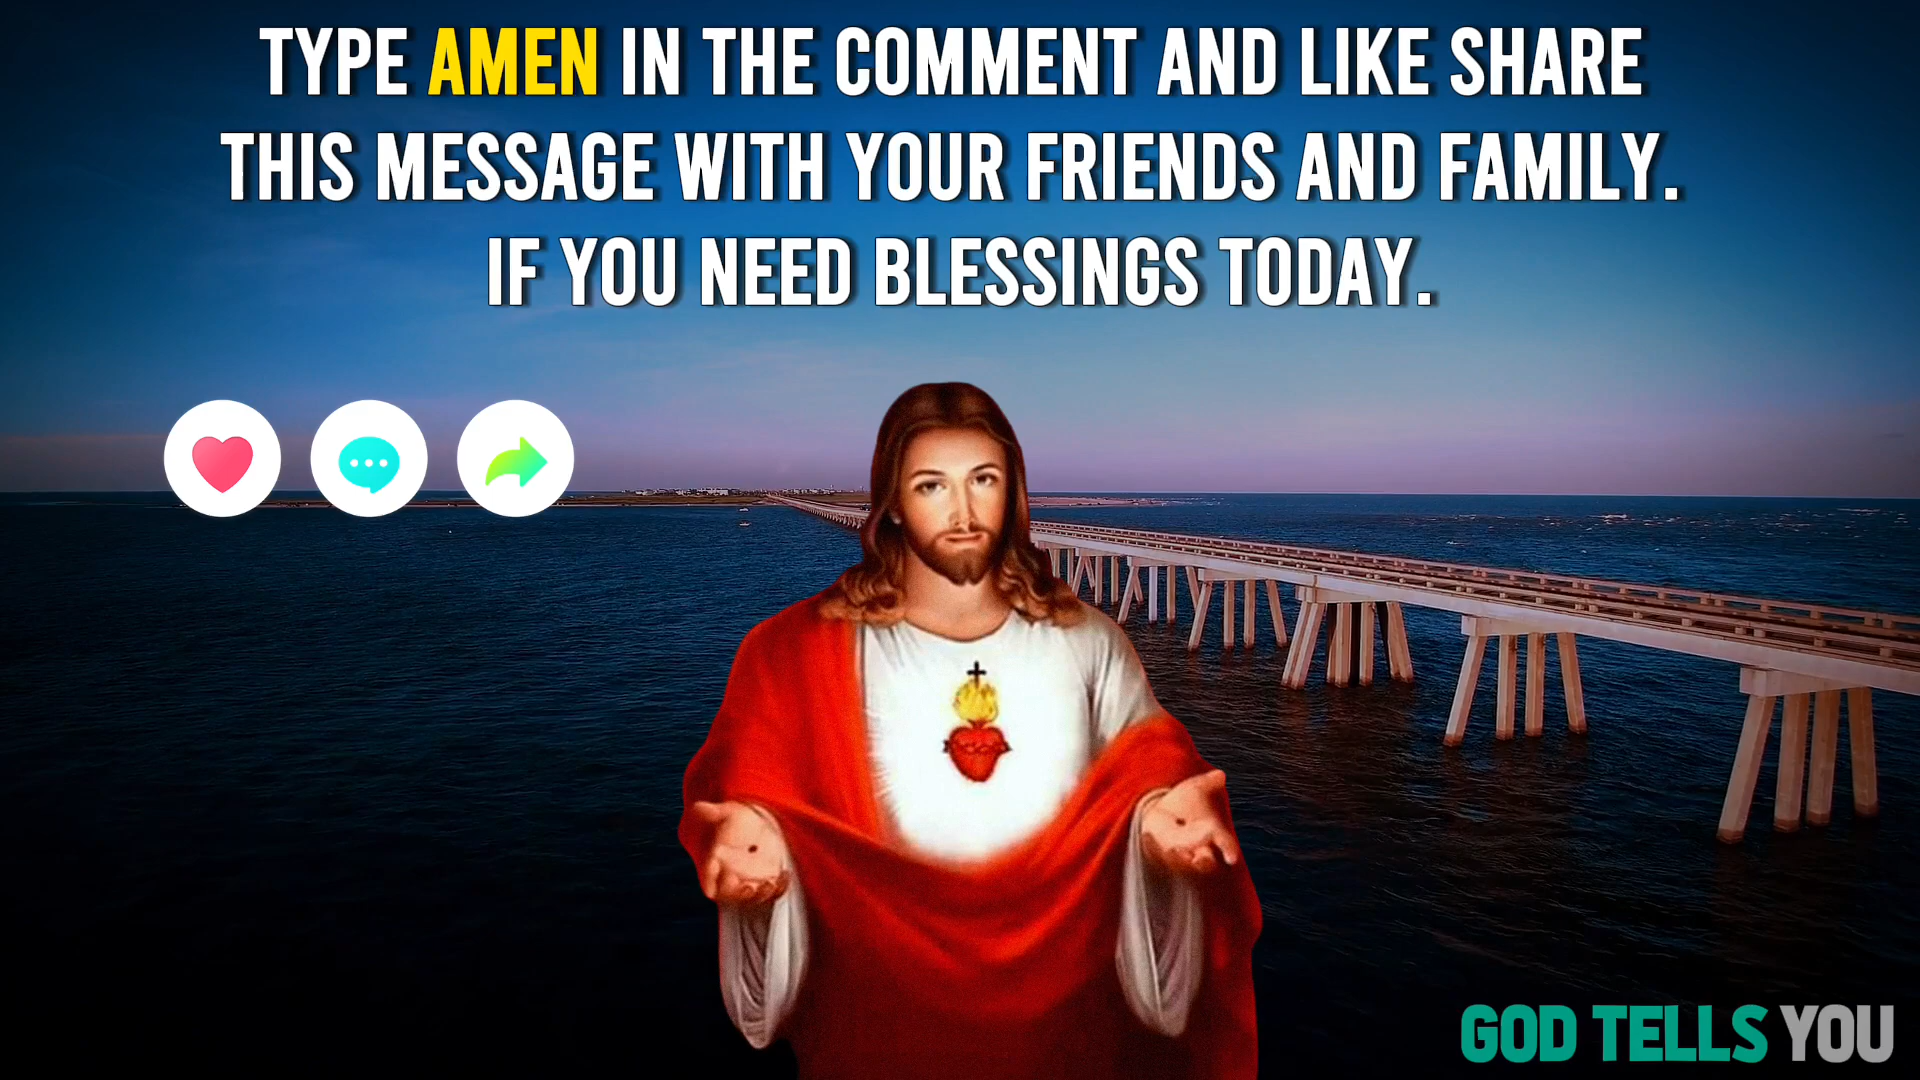 TYPE AMEN IN THE COMMENT AND LIKE SHARE
THIS MESSAGE WITH YOUR FRIENDS AND FAMILY.
IF YOU NEED BLESSINGS TODAY.
GOD TELLS YOU